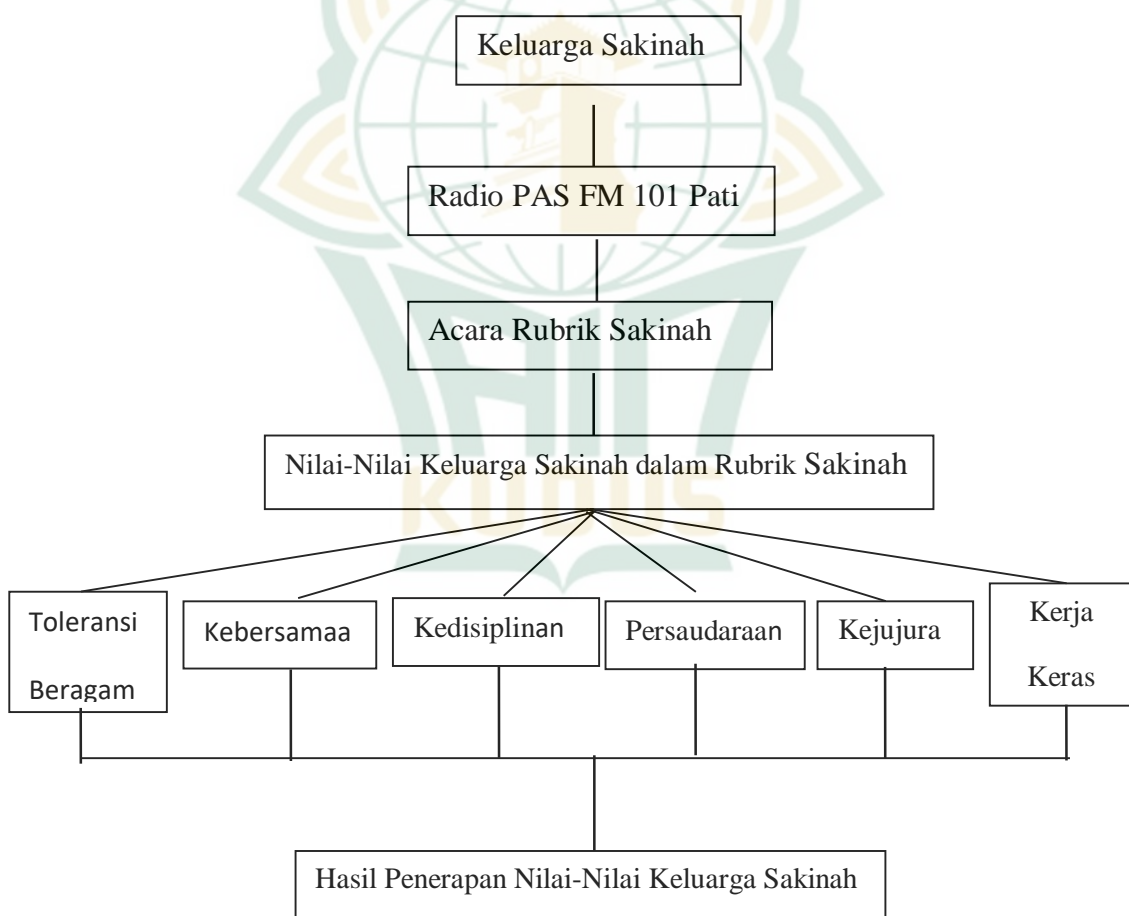 Keluarga Sakinah
Radio PAS FM 101 Pati
Acara Rubrik Sakinah
Nilai-Nilai Keluarga Sakinah dalam Rubrik Sakinah
KUDUS
Toleransi
Beragam
Kebersamaa
Kedisiplinan
Persaudaraan
Kejujura
Kerja
Keras
Hasil Penerapan Nilai-Nilai Keluarga Sakinah